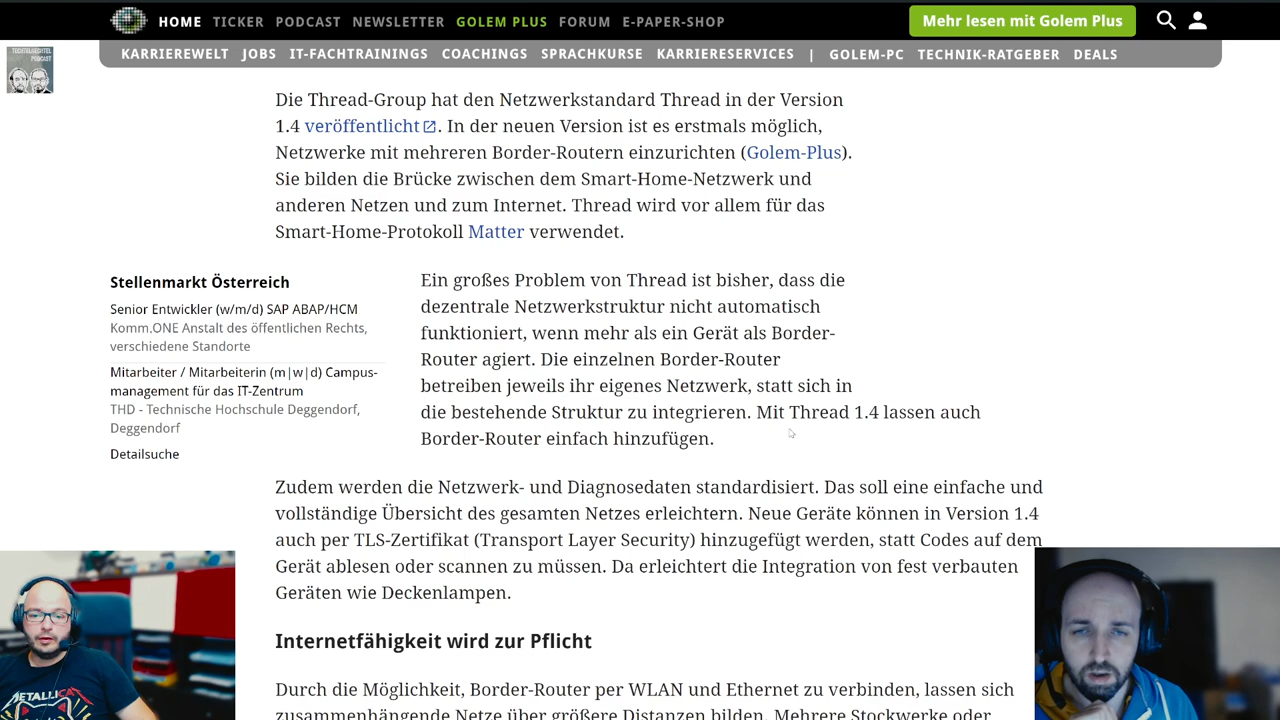 HOME TICKER PODCAST NEWSLETTER GOLEM PLUS FORUM E-PAPER-SHOP
Mehr lesen mit Golem Plus
KARRIEREWELT JOBS IT-FACHTRAININGS COACHINGS SPRACHKURSE KARRIERESERVICES | GOLEM-PC TECHNIK-RATGEBER DEALS
TECHTELMECHTEL
PODCAST
Die Thread-Group hat den Netzwerkstandard Thread in der Version
1.4 veröffentlicht. In der neuen Version ist es erstmals möglich,
Netzwerke mit mehreren Border-Routern einzurichten (Golem-Plus).
Sie bilden die Brücke zwischen dem Smart-Home-Netzwerk und
anderen Netzen und zum Internet. Thread wird vor allem für das
Smart-Home-Protokoll Matter verwendet.
Stellenmarkt Österreich
Senior Entwickler (w/m/d) SAP ABAP/HCM
Komm.ONE Anstalt des öffentlichen Rechts,
verschiedene Standorte
Mitarbeiter / Mitarbeiterin (m|w|d) Campus-
management für das IT-Zentrum
THD - Technische Hochschule Deggendorf,
Deggendorf
Detailsuche
Ein großes Problem von Thread ist bisher, dass die
dezentrale Netzwerkstruktur nicht automatisch
funktioniert, wenn mehr als ein Gerät als Border-
Router agiert. Die einzelnen Border-Router
betreiben jeweils ihr eigenes Netzwerk, statt sich in
die bestehende Struktur zu integrieren. Mit Thread 1.4 lassen auch
Border-Router einfach hinzufügen.
Zudem werden die Netzwerk- und Diagnosedaten standardisiert. Das soll eine einfache und
vollständige Übersicht des gesamten Netzes erleichtern. Neue Geräte können in Version 1.4
auch per TLS-Zertifikat (Transport Layer Security) hinzugefügt werden, statt Codes auf dem
Gerät ablesen oder scannen zu müssen. Da erleichtert die Integration von fest verbauten
Geräten wie Deckenlampen.
Internetfähigkeit wird zur Pflicht
Durch die Möglichkeit, Border-Router per WLAN und Ethernet zu verbinden, lassen sich
zusammenhängende Netze über größere Distanzen bilden. Mehrere Stockwerke oder
METALLICA